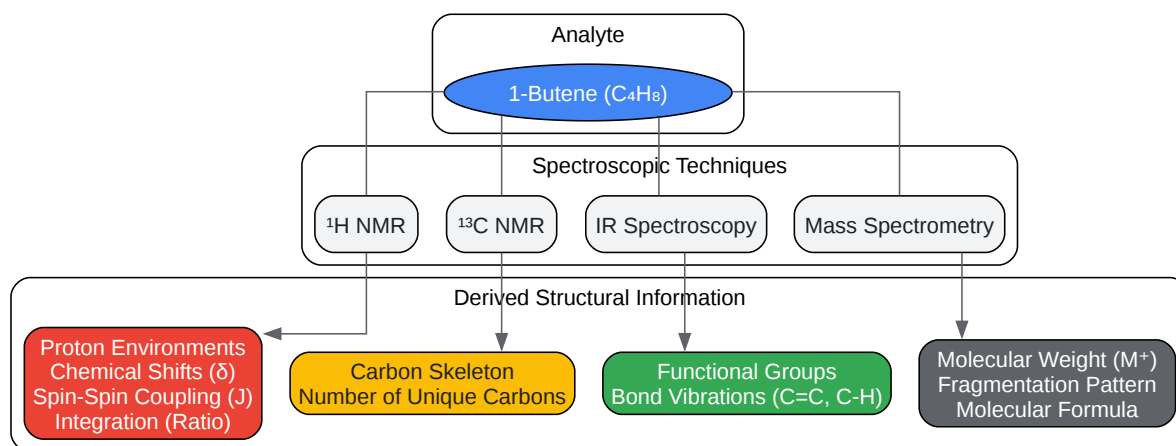 Analyte
1-Butene (C₄H₈)
Spectroscopic Techniques
¹H NMR
¹³C NMR
IR Spectroscopy
Mass Spectrometry
Derived Structural Information
Proton Environments
Chemical Shifts (δ)
Spin-Spin Coupling (J)
Integration (Ratio)
Carbon Skeleton
Number of Unique Carbons
Functional Groups
Bond Vibrations (C=C, C-H)
Molecular Weight (M⁺)
Fragmentation Pattern
Molecular Formula